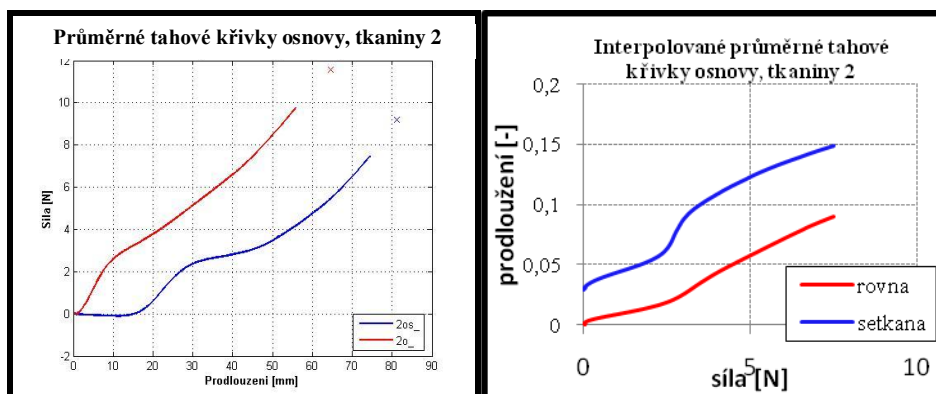 Průměrné tahové křivky osnovy, tkaniny 2
12
10
8
6
4
2
0
-2
Síla [N]
0 10 20 30 40 50 60 70 80 90
Prodlouzeni [mm]
2os_
2o_
Interpolované průměrné tahové
křivky osnovy, tkaniny 2
0,2
0,15
0,1
0,05
0
prodloužení [-]
0 5 10
síla [N]
rovna
setkana